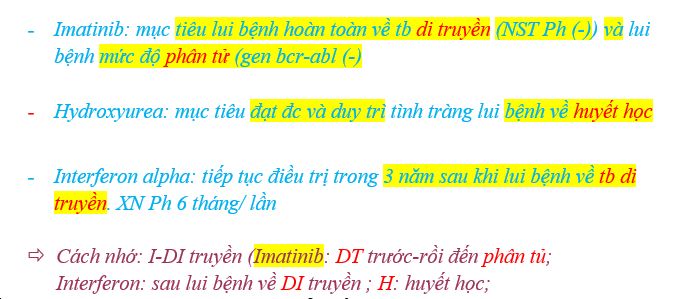 - Imatinib: mục tiêu lui bệnh hoàn toàn về tb di truyền (NST Ph (-)) và lui
bệnh mức độ phân tử (gen bcr-abl (-)
- Hydroxyurea: mục tiêu đạt đc và duy trì tình tràng lui bệnh về huyết học
- Interferon alpha: tiếp tục điều trị trong 3 năm sau khi lui bệnh về tb di
truyền. XN Ph 6 tháng/ lần
⇨ Cách nhớ: I-DI truyền (Imatinib: DT trước-rồi đến phân tủ;
Interferon: sau lui bệnh về DI truyền ; H: huyết học;